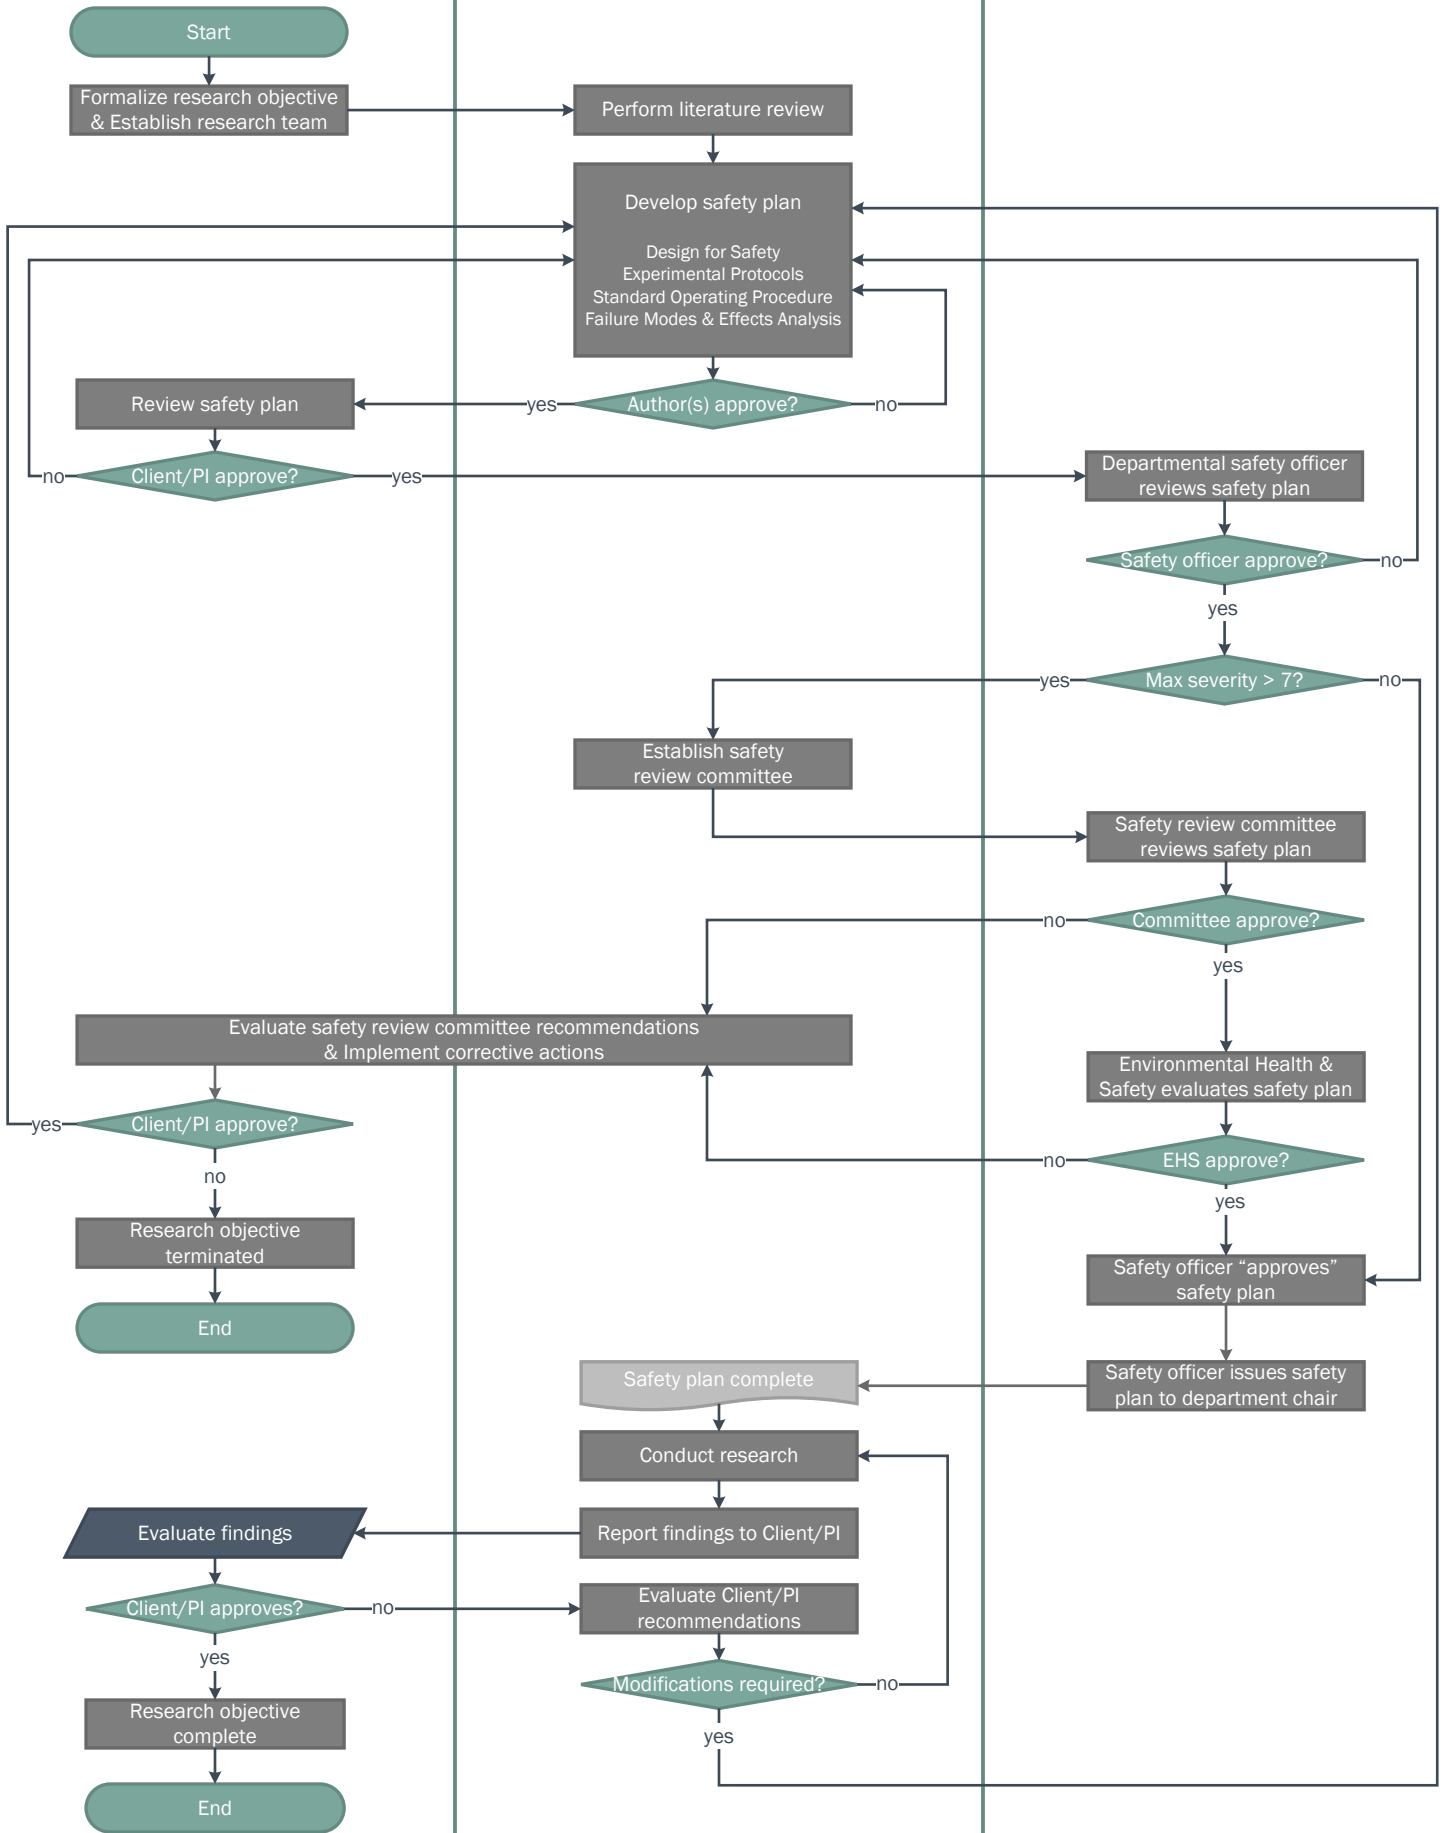 Start
Formalize research objective
& Establish research team
Perform literature review
Develop safety plan
Design for Safety
Experimental Protocols
Standard Operating Procedure
Failure Modes & Effects Analysis
Author(s) approve?
yes
no
Review safety plan
Client/PI approve?
no
yes
Departmental safety officer
reviews safety plan
Safety officer approve?
no
yes
Max severity > 7?
yes
no
Establish safety
review committee
Safety review committee
reviews safety plan
Committee approve?
no
yes
Evaluate safety review committee recommendations
& Implement corrective actions
Environmental Health &
Safety evaluates safety plan
Client/PI approve?
yes
no
EHS approve?
no
yes
Research objective
terminated
End
Safety officer “approves”
safety plan
Safety officer issues safety
plan to department chair
Safety plan complete
Conduct research
Report findings to Client/PI
Evaluate findings
Client/PI approves?
no
yes
Evaluate Client/PI
recommendations
Modifications required?
no
yes
Research objective
complete
End